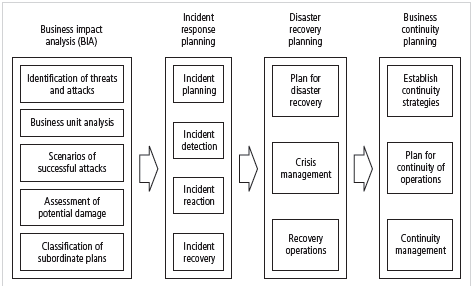 Business impact
analysis (BIA)
Identification of threats
and attacks
Business unit analysis
Scenarios of
successful attacks
Assessment of
potential damage
Classification of
subordinate plans
Incident
response
planning
Incident
planning
Incident
detection
Incident
reaction
Incident
recovery
Disaster
recovery
planning
Plan for
disaster
recovery
Crisis
management
Recovery
operations
Business
continuity
planning
Establish
continuity
strategies
Plan for
continuity of
operations
Continuity
management